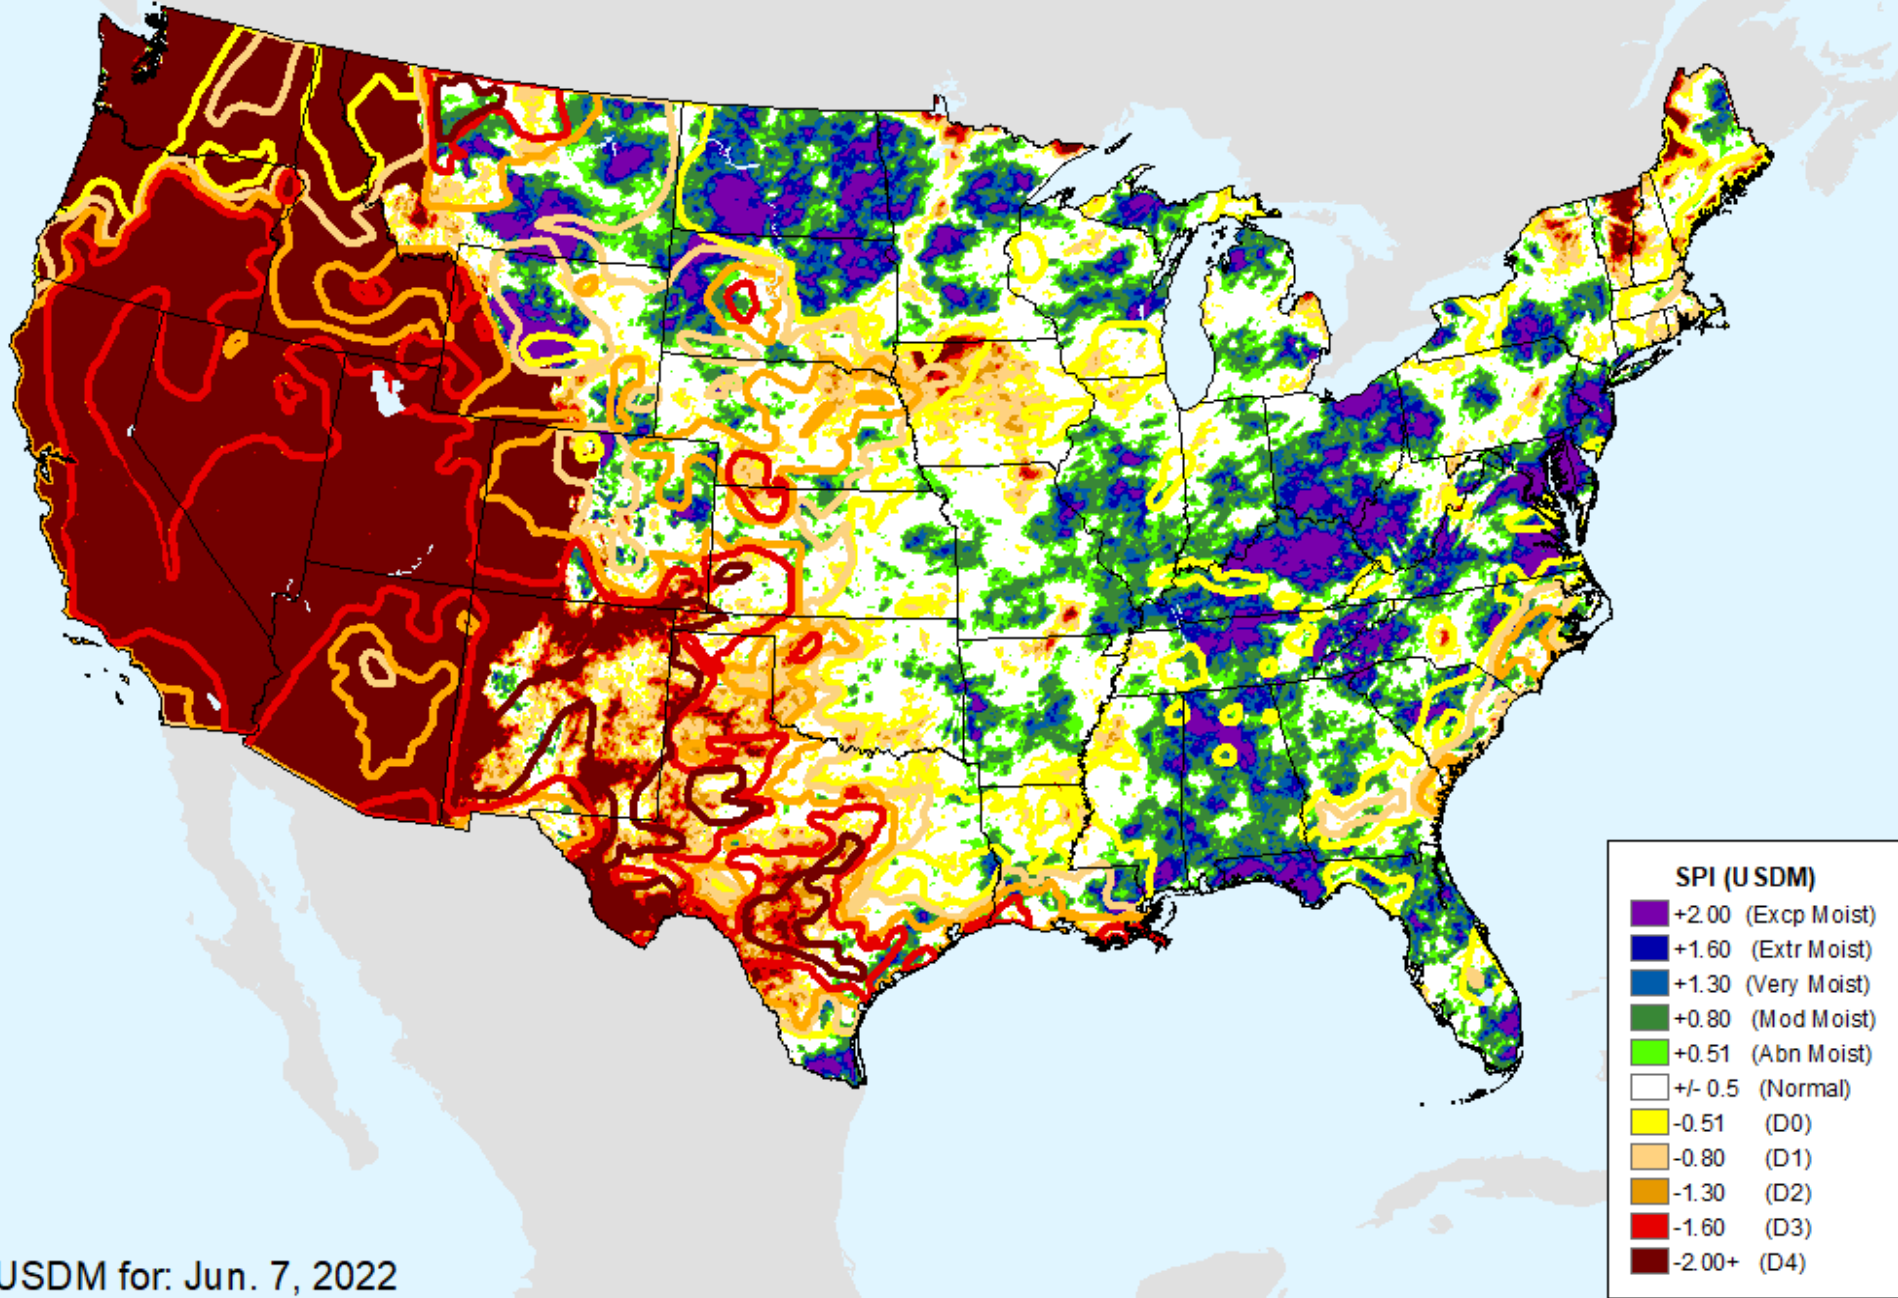 SPI (USDM)
+2.00 (Excp Moist)
+1.60 (Extr Moist)
+1.30 (Very Moist)
+0.80 (Mod Moist)
+0.51 (Abn Moist)
+/- 0.5 (Normal)
-0.51 (D0)
-0.80 (D1)
-1.30 (D2)
-1.60 (D3)
-2.00+ (D4)
USDM for: Jun. 7, 2022